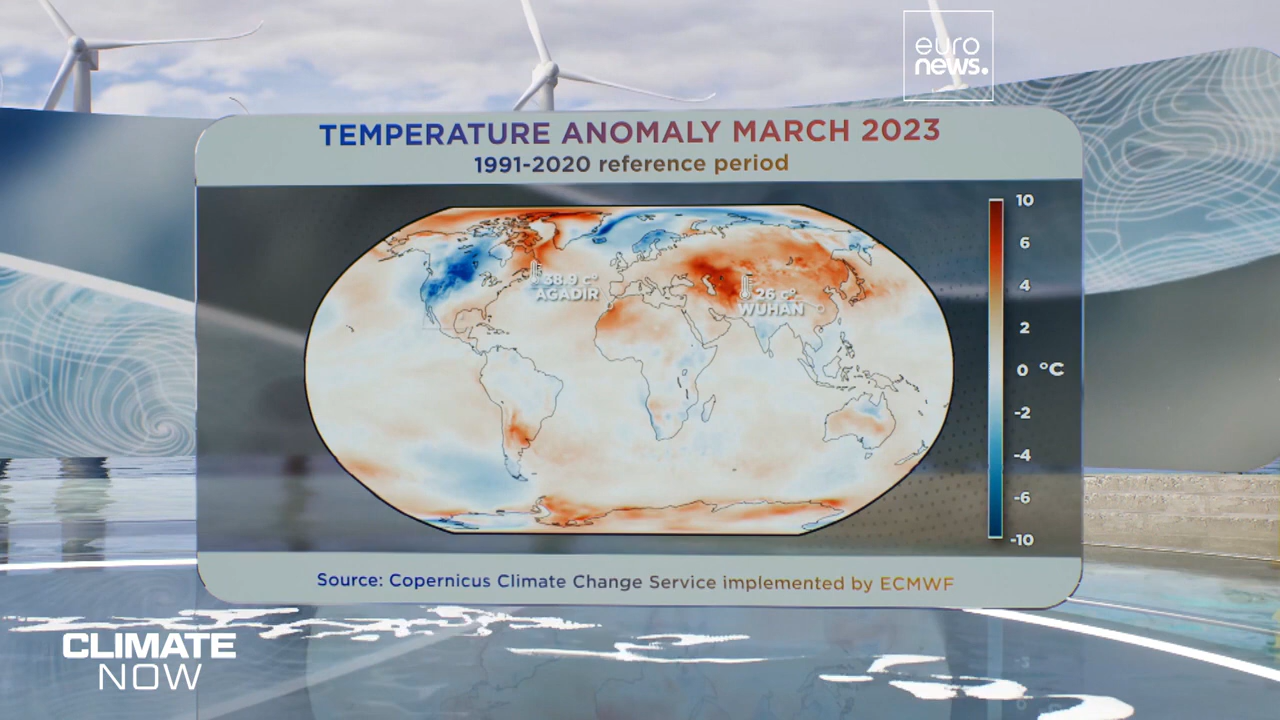 euro
news.
TEMPERATURE ANOMALY MARCH 2023
1991-2020 reference period
10
6
4
2
0 °C
-2
-4
-6
-10
38.9 c°
AGADIR
26 c°
WUHAN
Source: Copernicus Climate Change Service implemented by ECMWF
CLIMATE
NOW